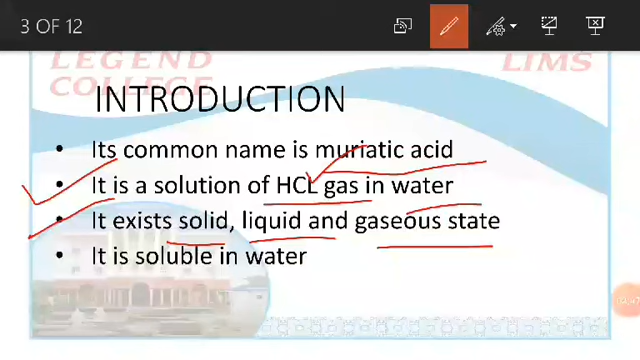 3 OF 12
LEGEND LIMS
COLLEGE
INTRODUCTION
• Its common name is muriatic acid
• It is a solution of HCL gas in water
• It exists solid, liquid and gaseous state
• It is soluble in water